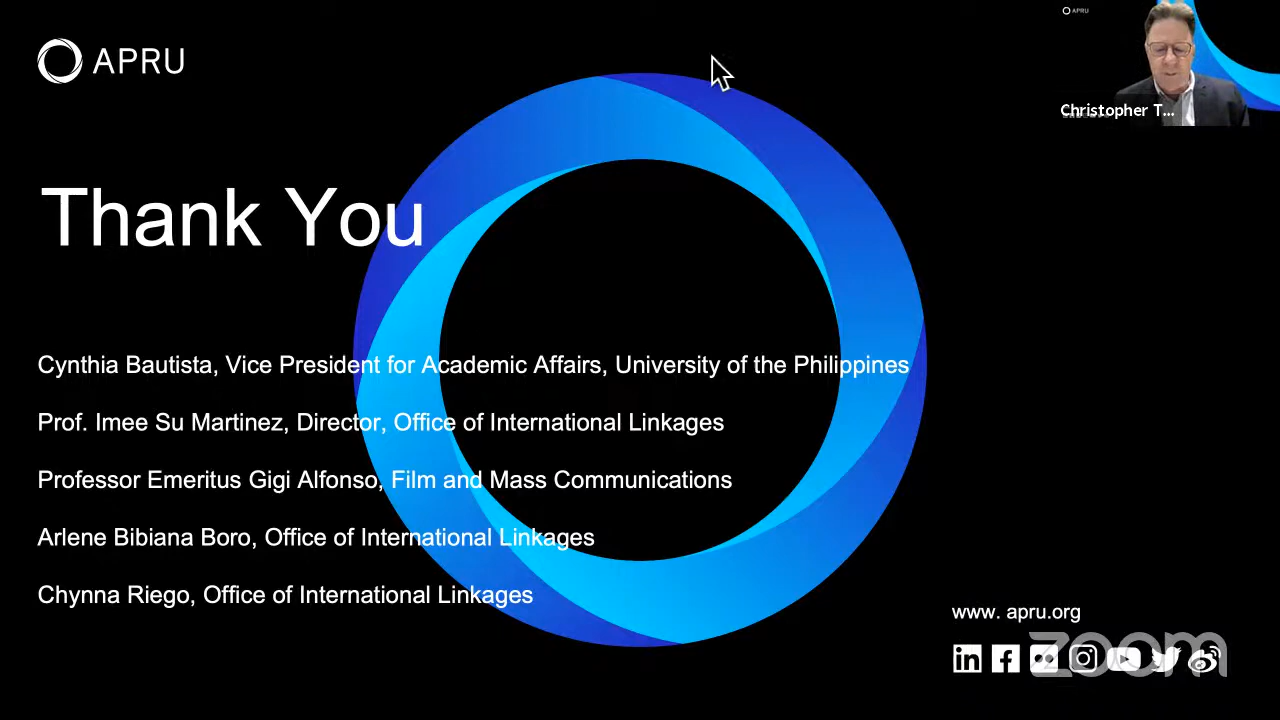 APRU
APRU
Christopher T...
Thank You
Cynthia Bautista, Vice President for Academic Affairs, University of the Philippines
Prof. Imee Su Martinez, Director, Office of International Linkages
Professor Emeritus Gigi Alfonso, Film and Mass Communications
Arlene Bibiana Boro, Office of International Linkages
Chynna Riego, Office of International Linkages
www. apru.org
zoom